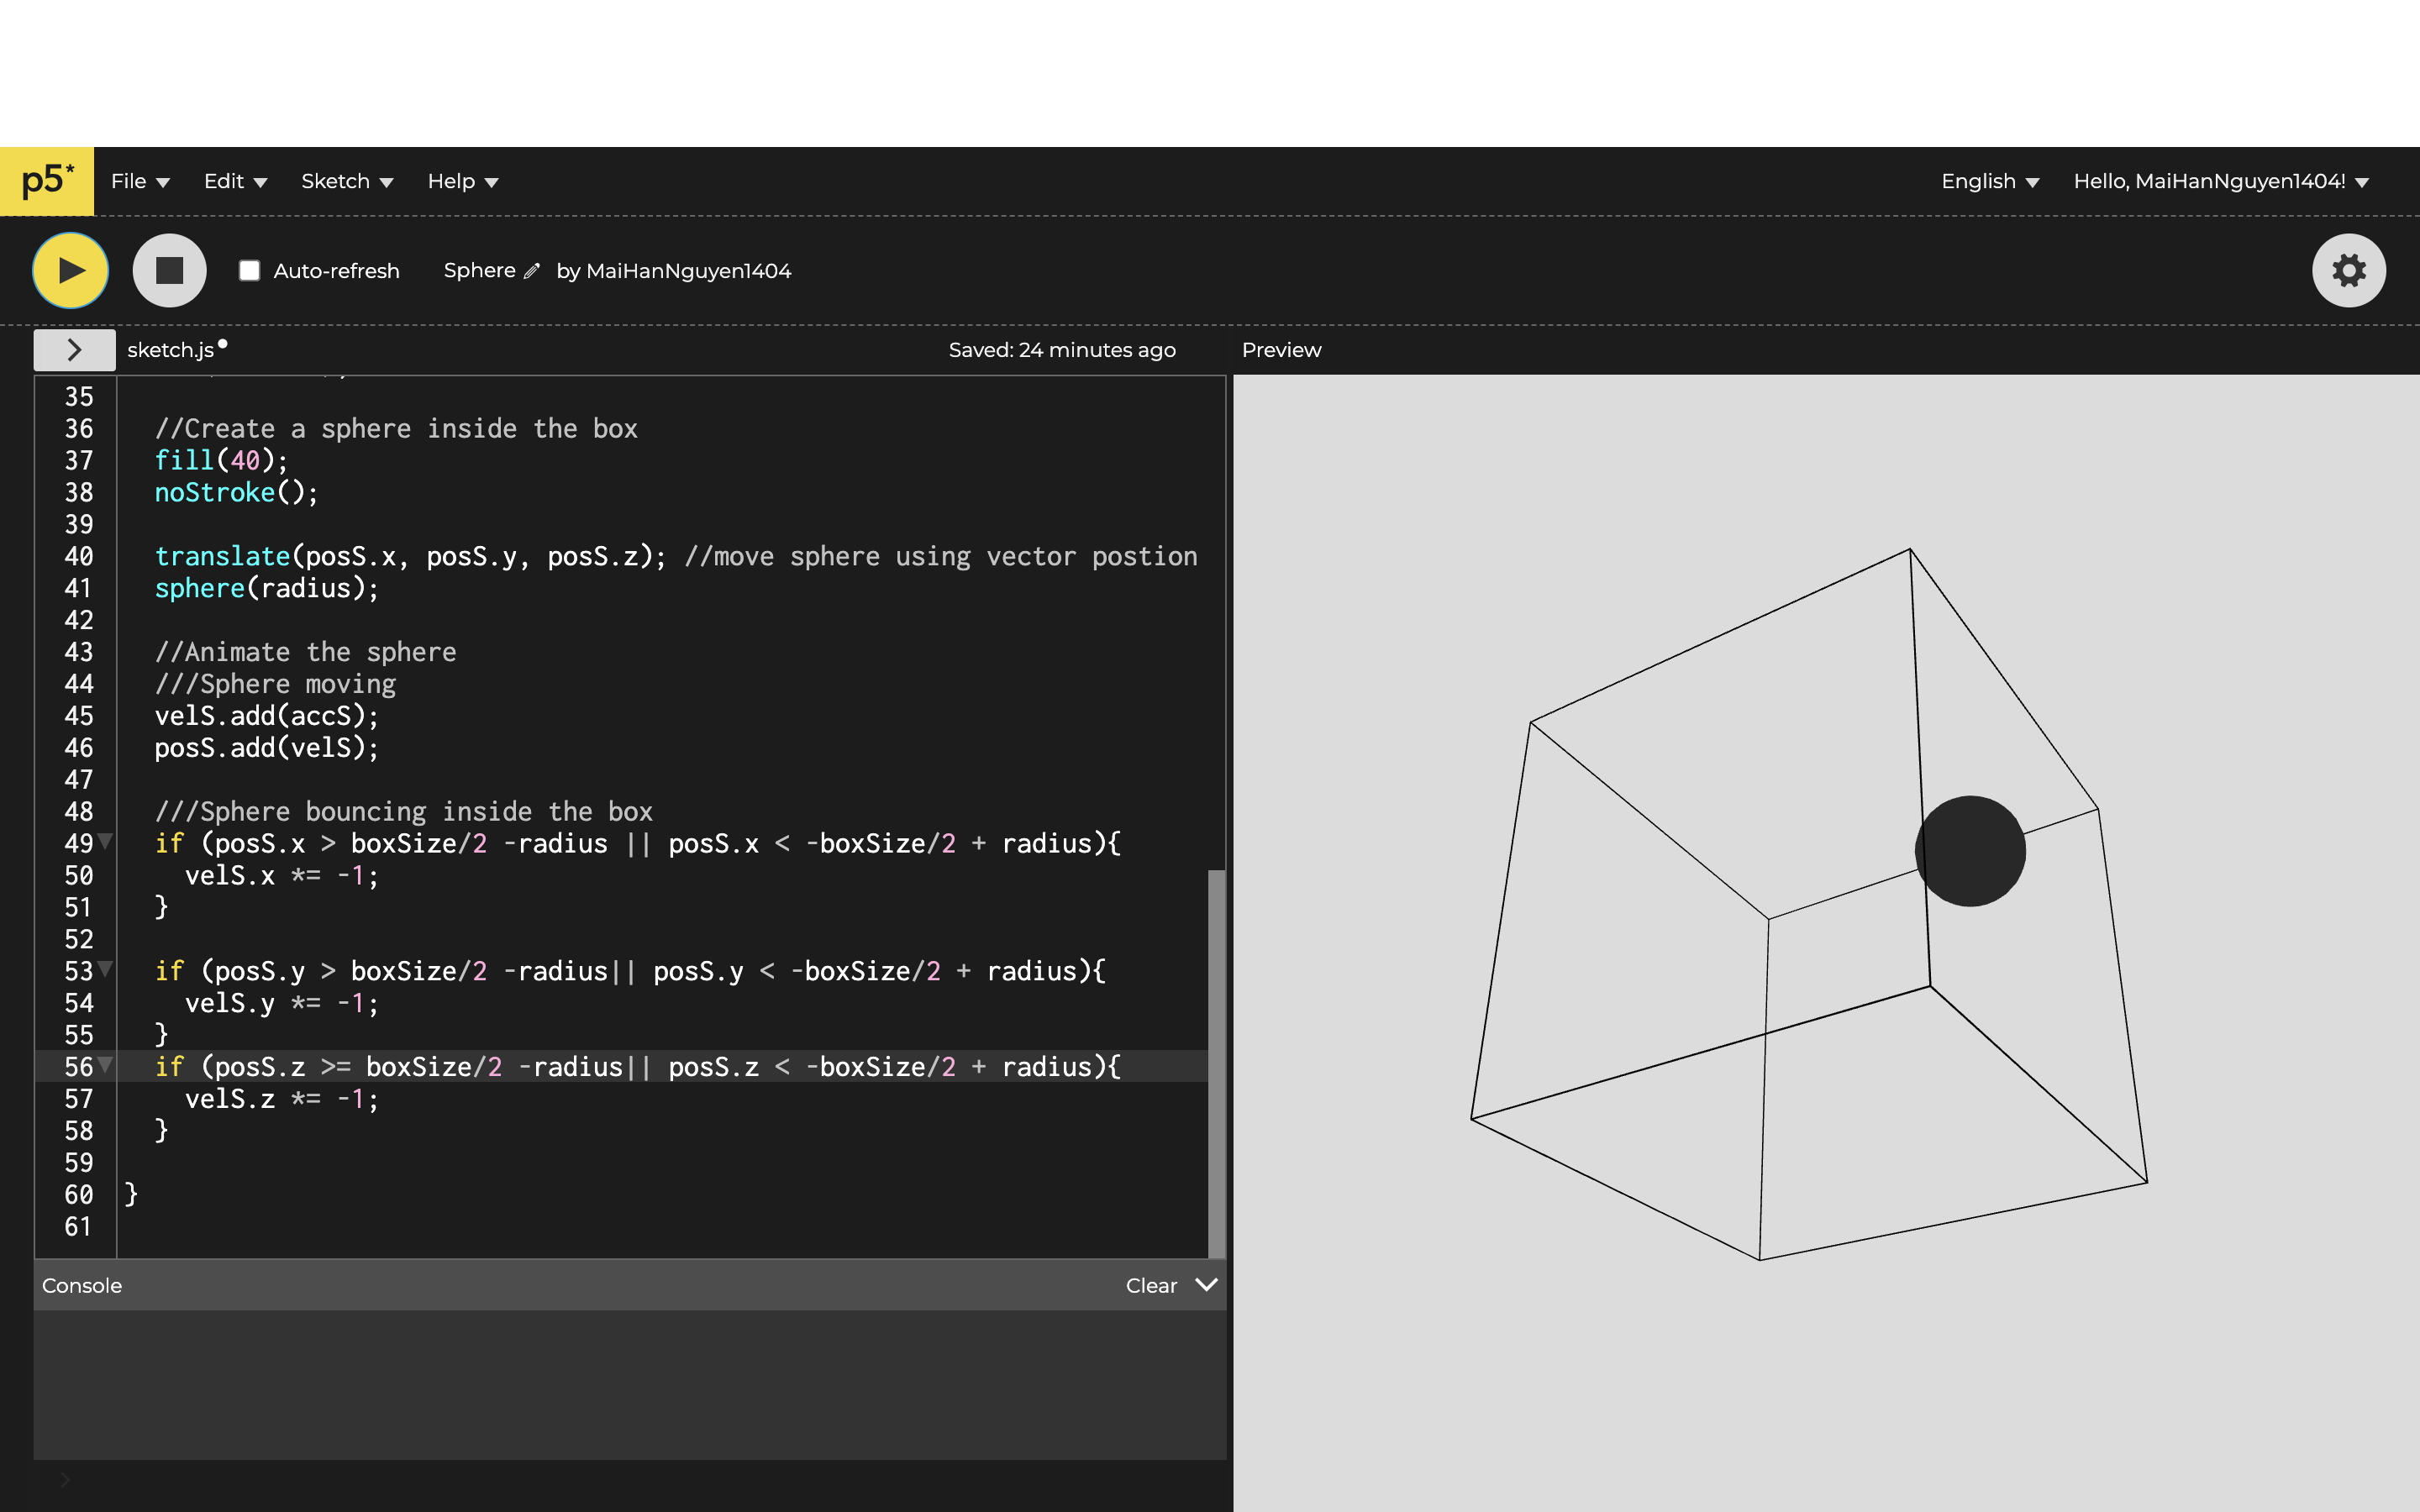 p5* File Edit Sketch Help English Hello, MaiHanNguyen1404!
Auto-refresh Sphere by MaiHanNguyen1404
sketch.js Saved: 24 minutes ago Preview
35
36 //Create a sphere inside the box
37 fill(40);
38 noStroke();
39
40 translate(posS.x, posS.y, posS.z); //move sphere using vector postion
41 sphere(radius);
42
43 //Animate the sphere
44 ///Sphere moving
45 velS.add(accS);
46 posS.add(velS);
47
48 ///Sphere bouncing inside the box
49 if (posS.x > boxSize/2 -radius || posS.x < -boxSize/2 + radius){
50 velS.x *= -1;
51 }
52
53 if (posS.y > boxSize/2 -radius|| posS.y < -boxSize/2 + radius){
54 velS.y *= -1;
55 }
56 if (posS.z >= boxSize/2 -radius|| posS.z < -boxSize/2 + radius){
57 velS.z *= -1;
58 }
59
60 }
61
Console Clear